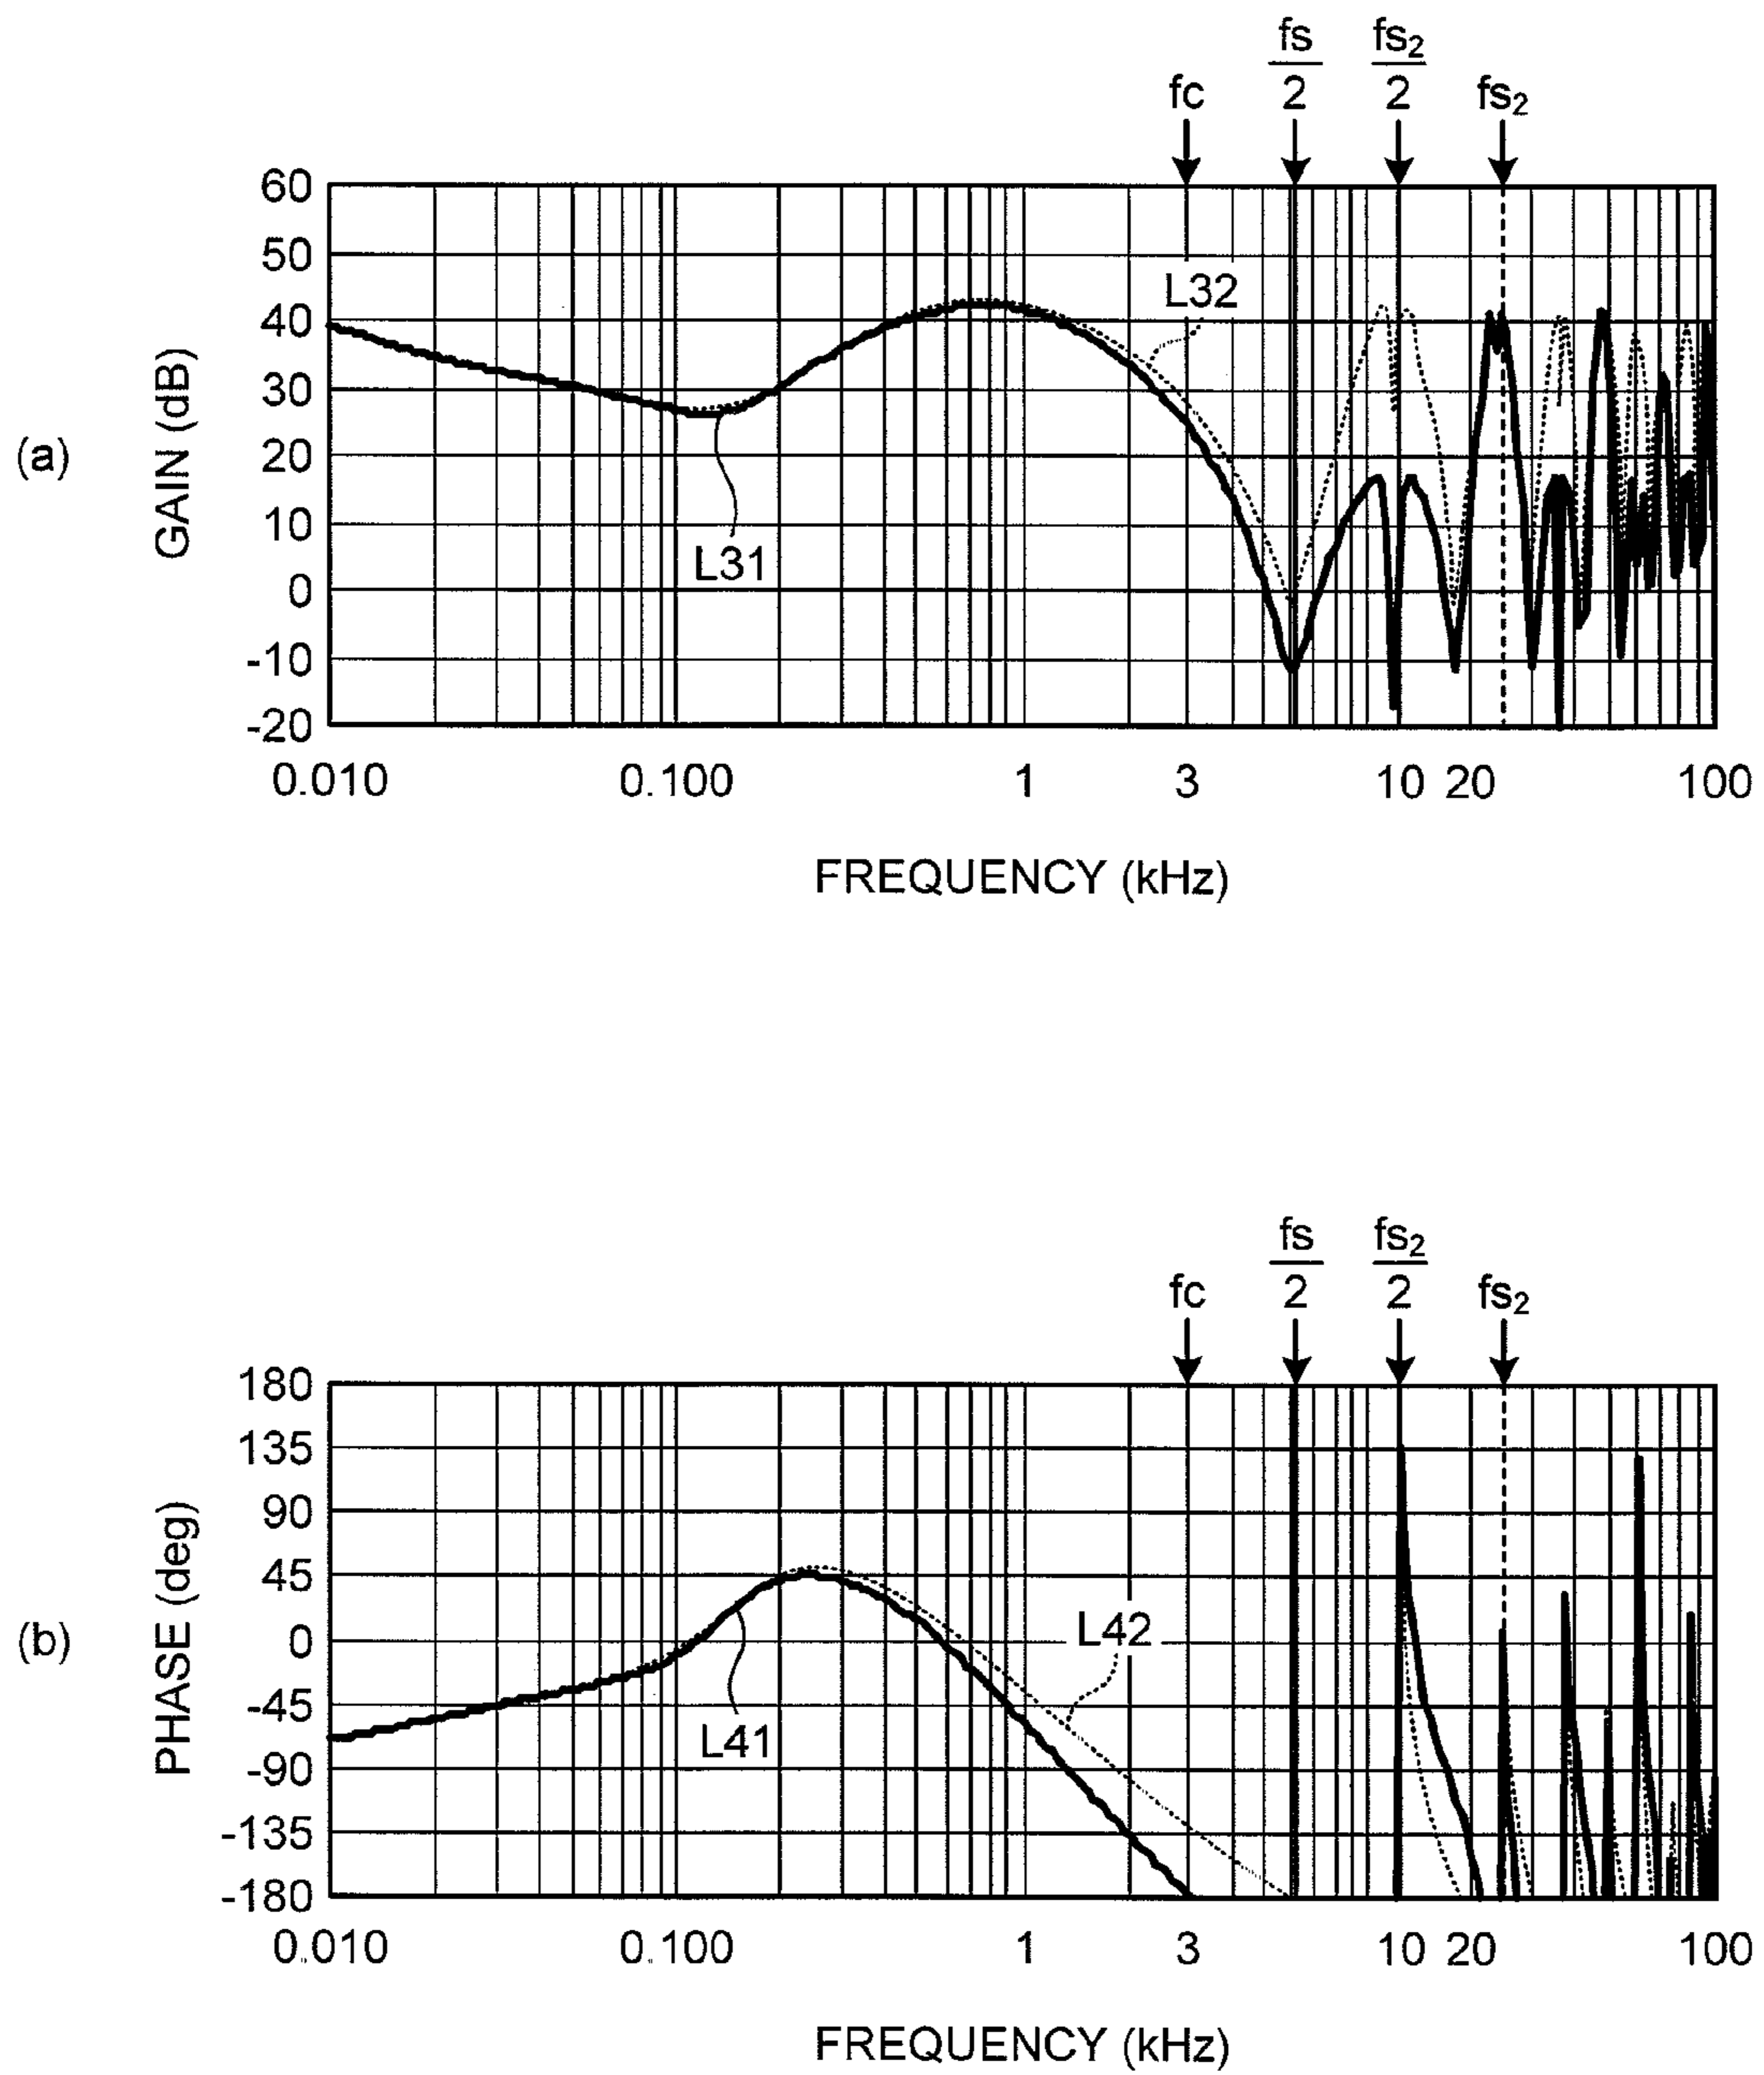 fs
fs₂
fc
2
2
fs₂
60
50
40
30
20
10
0
-10
-20
GAIN (dB)
(a)
L32
L31
0.010
0.100
1
3
10
20
100
FREQUENCY (kHz)
fs
fs₂
fc
2
2
fs₂
180
135
90
45
0
-45
-90
-135
-180
PHASE (deg)
(b)
L42
L41
0.010
0.100
1
3
10
20
100
FREQUENCY (kHz)